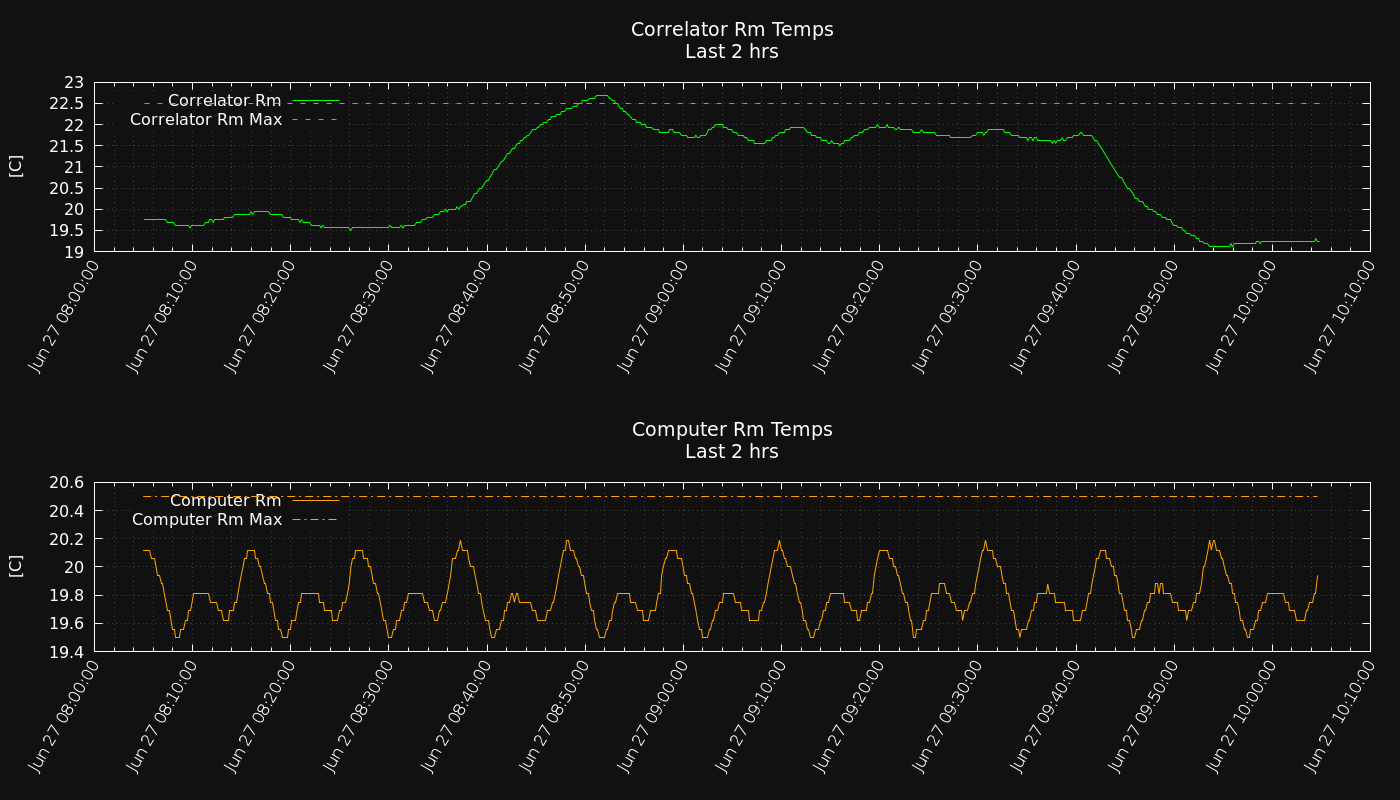 Correlator Rm Temps
Last 2 hrs
23
22.5
22
21.5
21
20.5
20
19.5
19
[C]
Correlator Rm
Correlator Rm Max
Jun 27 08:00:00
Jun 27 08:10:00
Jun 27 08:20:00
Jun 27 08:30:00
Jun 27 08:40:00
Jun 27 08:50:00
Jun 27 09:00:00
Jun 27 09:10:00
Jun 27 09:20:00
Jun 27 09:30:00
Jun 27 09:40:00
Jun 27 09:50:00
Jun 27 10:00:00
Jun 27 10:10:00
Computer Rm Temps
Last 2 hrs
20.6
20.4
20.2
20
19.8
19.6
19.4
[C]
Computer Rm
Computer Rm Max
Jun 27 08:00:00
Jun 27 08:10:00
Jun 27 08:20:00
Jun 27 08:30:00
Jun 27 08:40:00
Jun 27 08:50:00
Jun 27 09:00:00
Jun 27 09:10:00
Jun 27 09:20:00
Jun 27 09:30:00
Jun 27 09:40:00
Jun 27 09:50:00
Jun 27 10:00:00
Jun 27 10:10:00